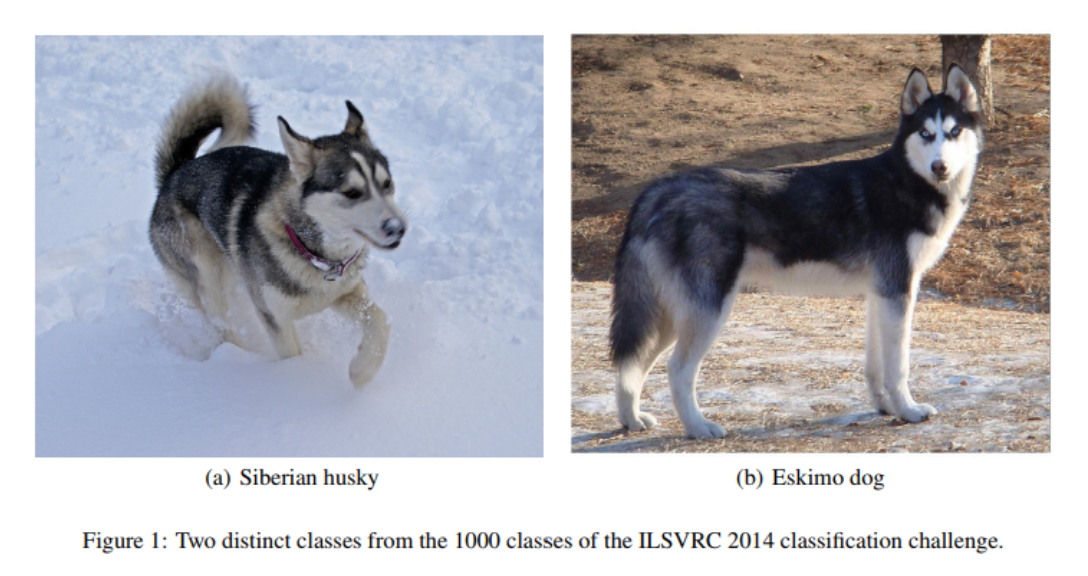 (a) Siberian husky
(b) Eskimo dog
Figure 1: Two distinct classes from the 1000 classes of the ILSVRC 2014 classification challenge.